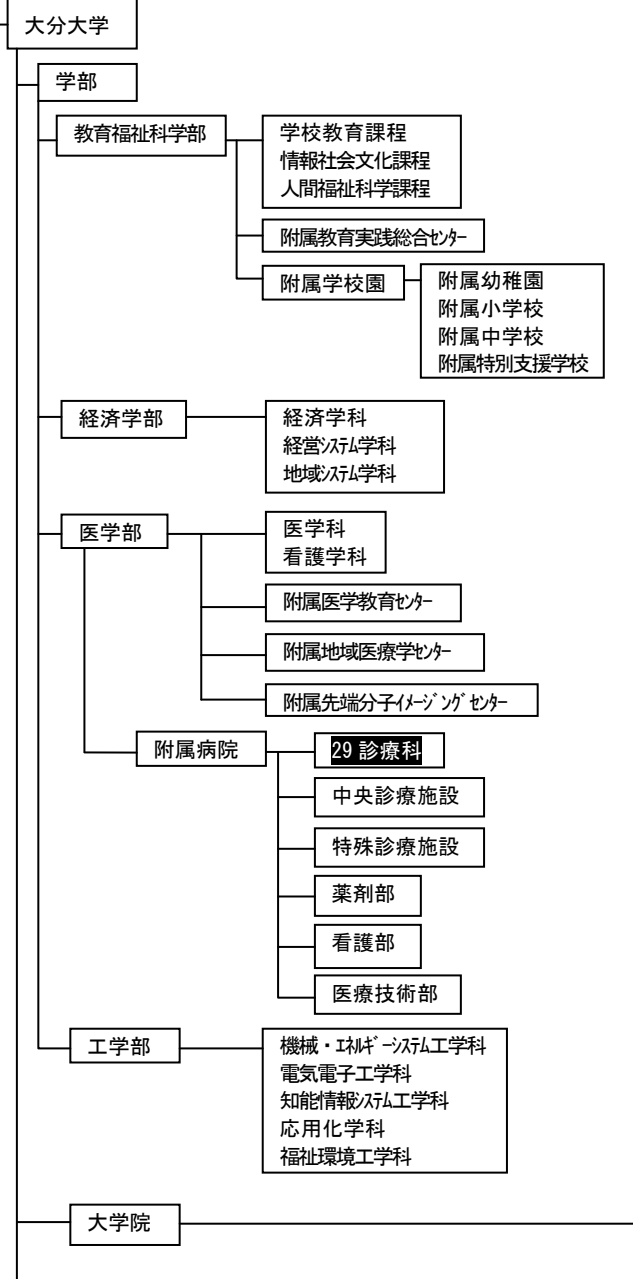 大分大学
学部
教育福祉科学部
学校教育課程
情報社会文化課程
人間福祉科学課程
附属教育実践総合ｾﾝﾀｰ
附属学校園
附属幼稚園
附属小学校
附属中学校
附属特別支援学校
経済学部
経済学科
経営ｼｽﾃﾑ学科
地域ｼｽﾃﾑ学科
医学部
医学科
看護学科
附属医学教育ｾﾝﾀｰ
附属地域医療学ｾﾝﾀｰ
附属先端分子ｲﾒｰｼﾞﾝｸﾞｾﾝﾀｰ
附属病院
29 診療科
中央診療施設
特殊診療施設
薬剤部
看護部
医療技術部
工学部
機械・ｴﾈﾙｷﾞｰｼｽﾃﾑ工学科
電気電子工学科
知能情報ｼｽﾃﾑ工学科
応用化学科
福祉環境工学科
大学院